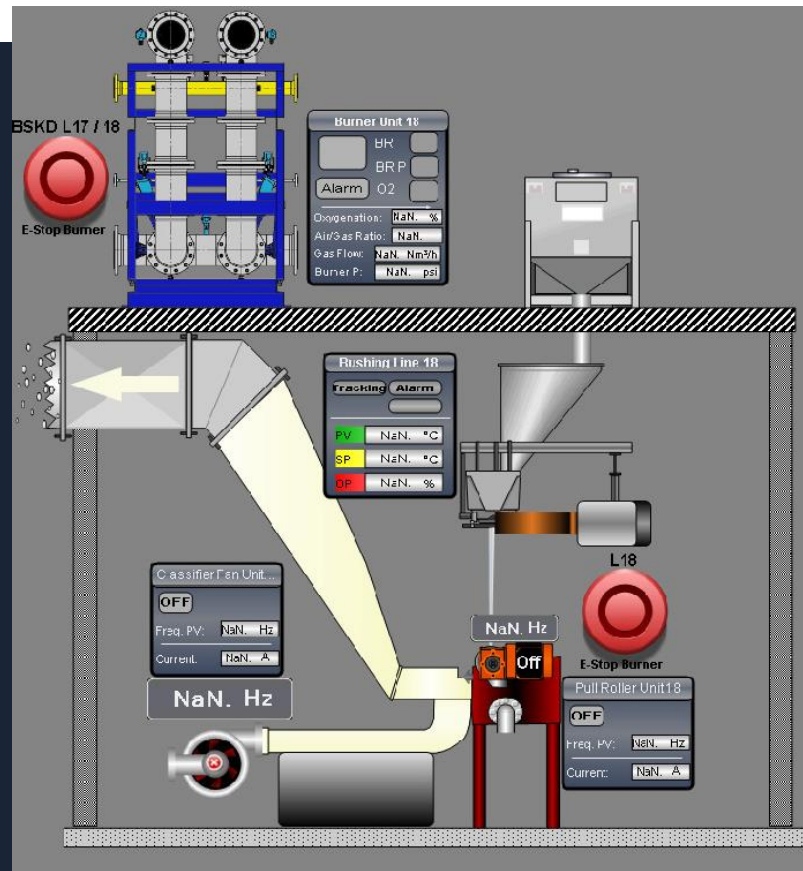 BSKD L17 / 18
E-Stop Burner
Burner Unit 18
BR
BRP
Alarm O2
Oxygenation: NaN. %
Air/Gas Ratio: NaN.
Gas Flow: NaN. Nm³/h
Burner P: NaN. psi
Rushing Line 18
Tracking Alarm
PV NaN. °C
SP NaN. °C
OP NaN. %
L18
E-Stop Burner
Classifier Fan Unit...
OFF
Freq. PV: NaN. Hz
Current: NaN. A
NaN. Hz
NaN. Hz
Off
Pull Roller Unit18
OFF
Freq. PV: NaN. Hz
Current: NaN. A